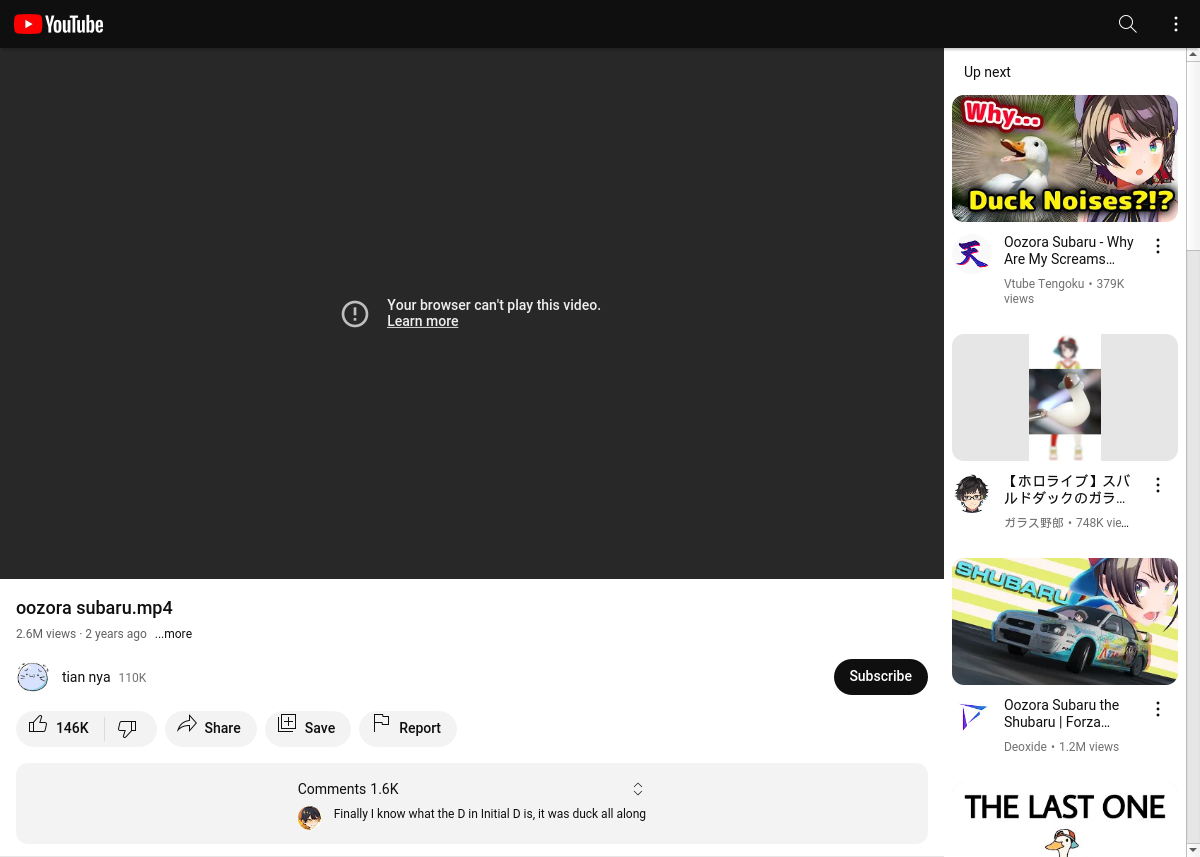 YouTube
Your browser can't play this video.
Learn more
oozora subaru.mp4
2.6M views · 2 years ago ...more
tian nya 110K
Subscribe
146K
Share
Save
Report
Comments 1.6K
Finally I know what the D in Initial D is, it was duck all along
Up next
Why...
Duck Noises?!?
Oozora Subaru - Why
Are My Screams…
Vtube Tengoku • 379K
views
天
【ホロライブ】スバ
ルドダックのガラ…
ガラス野郎 • 748K vie…
SHUBARU
Oozora Subaru the
Shubaru | Forza…
Deoxide • 1.2M views
THE LAST ONE